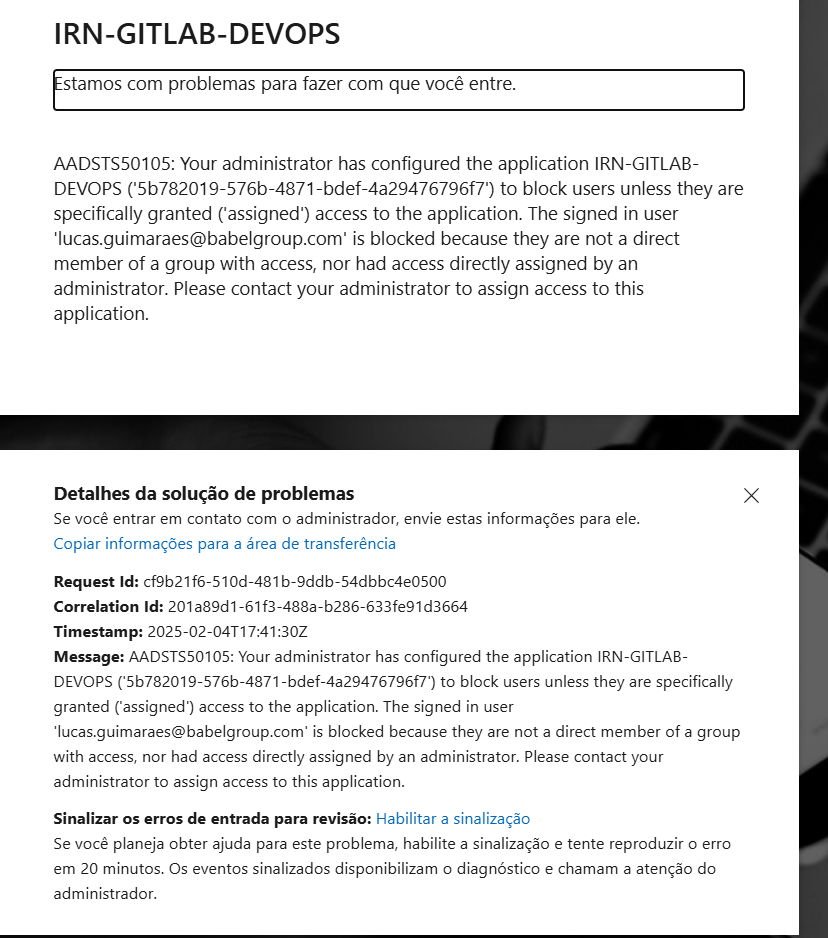 IRN-GITLAB-DEVOPS
Estamos com problemas para fazer com que você entre.
AADSTS50105: Your administrator has configured the application IRN-GITLAB-
DEVOPS ('5b782019-576b-4871-bdef-4a29476796f7') to block users unless they are
specifically granted ('assigned') access to the application. The signed in user
'lucas.guimaraes@babelgroup.com' is blocked because they are not a direct
member of a group with access, nor had access directly assigned by an
administrator. Please contact your administrator to assign access to this
application.
Detalhes da solução de problemas
Se você entrar em contato com o administrador, envie estas informações para ele.
Copiar informações para a área de transferência
Request Id: cf9b21f6-510d-481b-9ddb-54dbbc4e0500
Correlation Id: 201a89d1-61f3-488a-b286-633fe91d3664
Timestamp: 2025-02-04T17:41:30Z
Message: AADSTS50105: Your administrator has configured the application IRN-GITLAB-
DEVOPS ('5b782019-576b-4871-bdef-4a29476796f7') to block users unless they are specifically
granted ('assigned') access to the application. The signed in user
'lucas.guimaraes@babelgroup.com' is blocked because they are not a direct member of a group
with access, nor had access directly assigned by an administrator. Please contact your
administrator to assign access to this application.
Sinalizar os erros de entrada para revisão: Habilitar a sinalização
Se você planeja obter ajuda para este problema, habilite a sinalização e tente reproduzir o erro
em 20 minutos. Os eventos sinalizados disponibilizam o diagnóstico e chamam a atenção do
administrador.